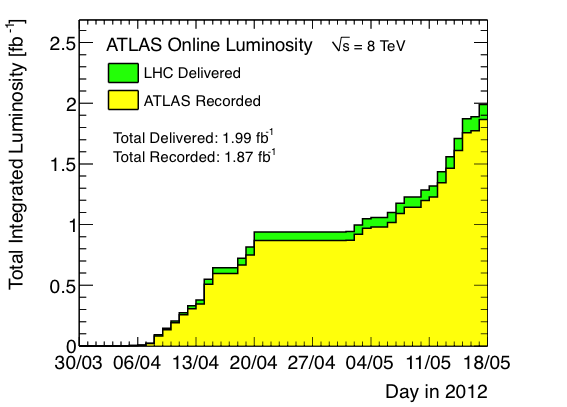 ATLAS Online Luminosity √s = 8 TeV
LHC Delivered
ATLAS Recorded
Total Delivered: 1.99 fb⁻¹
Total Recorded: 1.87 fb⁻¹
Total Integrated Luminosity [fb⁻¹]
2.5
2
1.5
1
0.5
0
30/03 06/04 13/04 20/04 27/04 04/05 11/05 18/05
Day in 2012